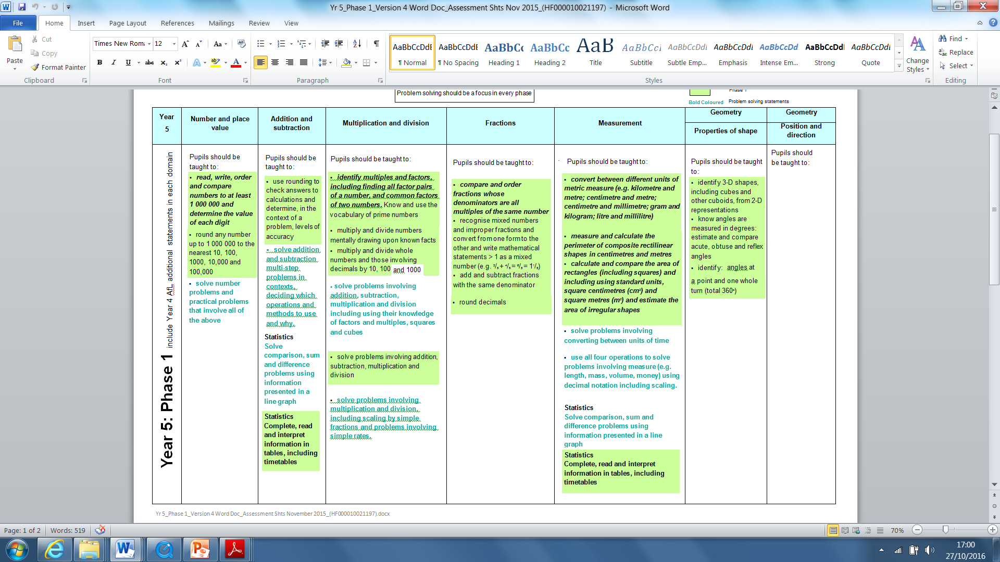 Yr 5_Phase 1_Version 4 Word Doc_Assessment Shts Nov 2015_(HF000010021197) - Microsoft Word
File
Home
Insert
Page Layout
References
Mailings
Review
View
Paste
Cut
Copy
Format Painter
Clipboard
Times New Roma
12
Font
Paragraph
AaBbCcDdE
¶ Normal
AaBbCcDdE
¶ No Spacing
AaBbCc
Heading 1
AaBbCc
Heading 2
AaB
Title
AaBbCcI
Subtitle
AaBbCcDdI
Subtle Emp...
AaBbCcDdI
Emphasis
AaBbCcDd
Intense Em...
AaBbCcDdI
Strong
AaBbCcDdI
Quote
Styles
Change
Styles
Find
Replace
Select
Editing
Problem solving should be a focus in every phase
Phase 1
Bold Coloured
Problem solving statements
Year
5
Number and place
value
Addition and
subtraction
Multiplication and division
Fractions
Measurement
Geometry
Properties of shape
Geometry
Position and
direction
Year 5: Phase 1 include Year 4 AfL additional statements in each domain
Pupils should be
taught to:
▪ read, write, order
and compare
numbers to at least
1 000 000 and
determine the value
of each digit
▪ round any number
up to 1 000 000 to the
nearest 10, 100,
1000, 10,000 and
100,000
▪ solve number
problems and
practical problems
that involve all of
the above
Pupils should be
taught to:
▪ use rounding to
check answers to
calculations and
determine, in the
context of a
problem, levels of
accuracy
▪ solve addition
and subtraction
multi-step
problems in
contexts,
deciding which
operations and
methods to use
and why.
Statistics
Solve
comparison, sum
and difference
problems using
information
presented in a
line graph
Statistics
Complete, read
and interpret
information in
tables, including
timetables
Pupils should be taught to:
▪ identify multiples and factors,
including finding all factor pairs
of a number, and common factors
of two numbers. Know and use the
vocabulary of prime numbers
▪ multiply and divide numbers
mentally drawing upon known facts
▪ multiply and divide whole
numbers and those involving
decimals by 10, 100 and 1000
▪ solve problems involving
addition, subtraction,
multiplication and division
including using their knowledge
of factors and multiples, squares
and cubes
▪ solve problems involving addition,
subtraction, multiplication and
division
▪ solve problems involving
multiplication and division,
including scaling by simple
fractions and problems involving
simple rates.
Pupils should be taught to:
▪ compare and order
fractions whose
denominators are all
multiples of the same number
▪ recognise mixed numbers
and improper fractions and
convert from one form to the
other and write mathematical
statements > 1 as a mixed
number (e.g. ²/₅ + ⁴/₅ = ⁶/₅ = 1¹/₅)
▪ add and subtract fractions
with the same denominator
▪ round decimals
Pupils should be taught to:
▪ convert between different units of
metric measure (e.g. kilometre and
metre; centimetre and metre;
centimetre and millimetre; gram and
kilogram; litre and millilitre)
▪ measure and calculate the
perimeter of composite rectilinear
shapes in centimetres and metres
▪ calculate and compare the area of
rectangles (including squares) and
including using standard units,
square centimetres (cm²) and
square metres (m²) and estimate the
area of irregular shapes
▪ solve problems involving
converting between units of time
▪ use all four operations to solve
problems involving measure (e.g.
length, mass, volume, money) using
decimal notation including scaling.
Statistics
Solve comparison, sum and
difference problems using
information presented in a line
graph
Statistics
Complete, read and interpret
information in tables, including
timetables
Pupils should be taught
to:
▪ identify 3-D shapes,
including cubes and
other cuboids, from 2-D
representations
▪ know angles are
measured in degrees:
estimate and compare
acute, obtuse and reflex
angles
▪ identify: angles at
a point and one whole
turn (total 360º)
Pupils should
be taught to:
Yr 5_Phase 1_Version 4 Word Doc_Assessment Shts November 2015_(HF000010021197).docx
Page: 1 of 2
Words: 519
70%
17:00
27/10/2016